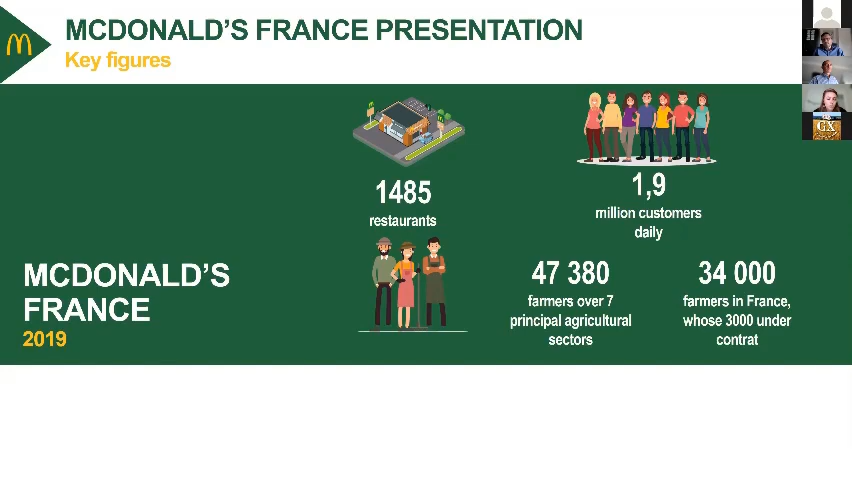 MCDONALD'S FRANCE PRESENTATION
Key figures
1485
restaurants
1,9
million customers
daily
MCDONALD'S
FRANCE
2019
47 380
farmers over 7
principal agricultural
sectors
34 000
farmers in France,
whose 3000 under
contrat
GX